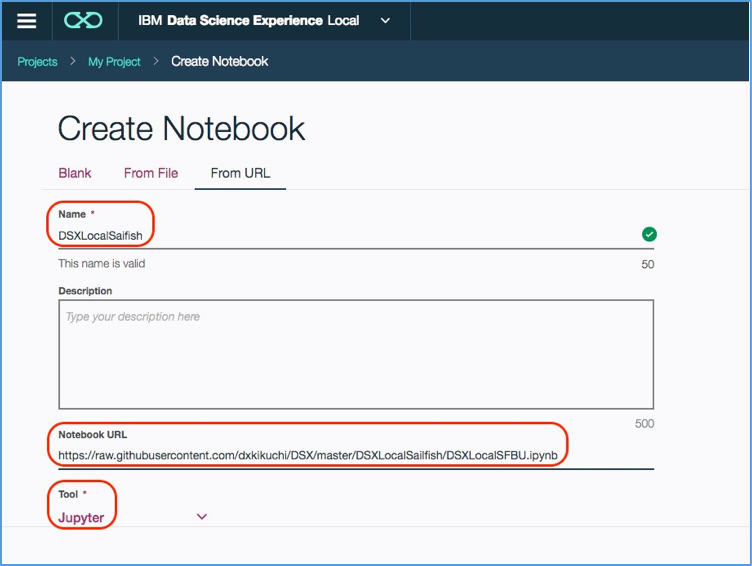 IBM Data Science Experience Local
Projects > My Project > Create Notebook
Create Notebook
Blank From File From URL
Name *
DSXLocalSaifish
This name is valid 50
Description
Type your description here
500
Notebook URL
https://raw.githubusercontent.com/dxkikuchi/DSX/master/DSXLocalSailfish/DSXLocalSFBU.ipynb
Tool *
Jupyter